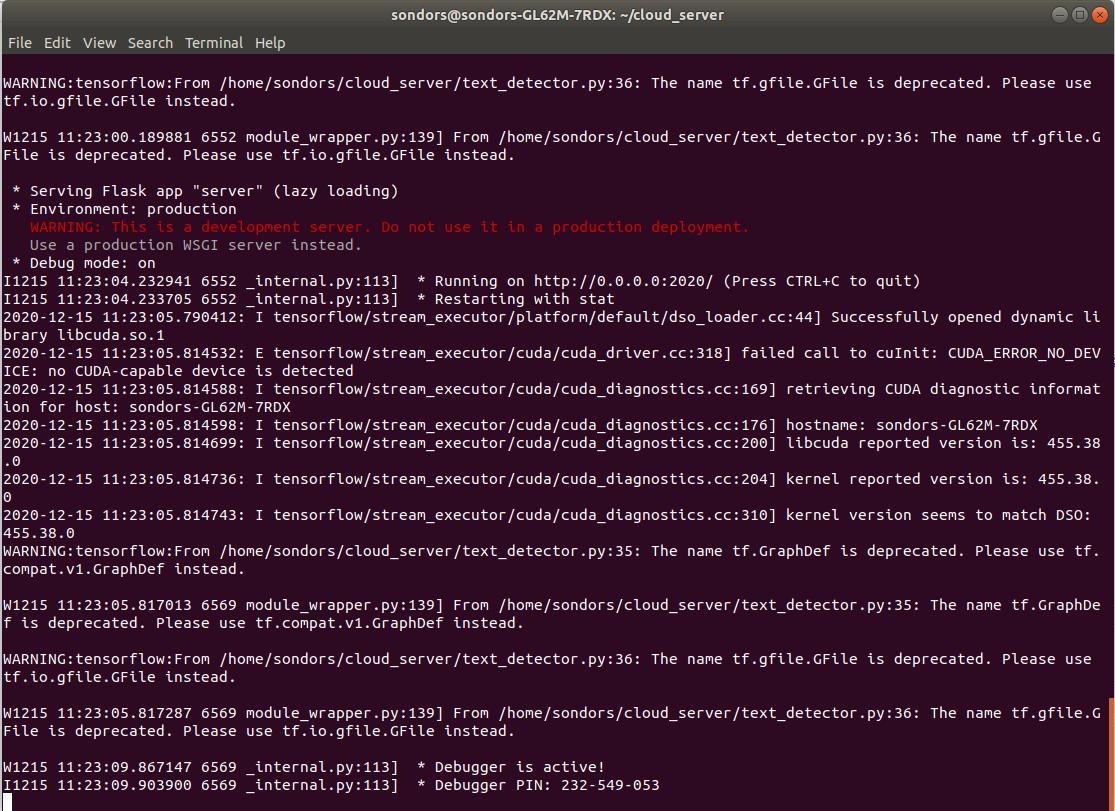 sondors@sondors-GL62M-7RDX: ~/cloud_server
File Edit View Search Terminal Help
WARNING:tensorflow:From /home/sondors/cloud_server/text_detector.py:36: The name tf.gfile.GFile is deprecated. Please use
tf.io.gfile.GFile instead.
W1215 11:23:00.189881 6552 module_wrapper.py:139] From /home/sondors/cloud_server/text_detector.py:36: The name tf.gfile.G
File is deprecated. Please use tf.io.gfile.GFile instead.
* Serving Flask app "server" (lazy loading)
* Environment: production
WARNING: This is a development server. Do not use it in a production deployment.
Use a production WSGI server instead.
* Debug mode: on
I1215 11:23:04.232941 6552 _internal.py:113]  * Running on http://0.0.0.0:2020/ (Press CTRL+C to quit)
I1215 11:23:04.233705 6552 _internal.py:113]  * Restarting with stat
2020-12-15 11:23:05.790412: I tensorflow/stream_executor/platform/default/dso_loader.cc:44] Successfully opened dynamic li
brary libcuda.so.1
2020-12-15 11:23:05.814532: E tensorflow/stream_executor/cuda/cuda_driver.cc:318] failed call to cuInit: CUDA_ERROR_NO_DEV
ICE: no CUDA-capable device is detected
2020-12-15 11:23:05.814588: I tensorflow/stream_executor/cuda/cuda_diagnostics.cc:169] retrieving CUDA diagnostic informat
ion for host: sondors-GL62M-7RDX
2020-12-15 11:23:05.814598: I tensorflow/stream_executor/cuda/cuda_diagnostics.cc:176] hostname: sondors-GL62M-7RDX
2020-12-15 11:23:05.814699: I tensorflow/stream_executor/cuda/cuda_diagnostics.cc:200] libcuda reported version is: 455.38
.0
2020-12-15 11:23:05.814736: I tensorflow/stream_executor/cuda/cuda_diagnostics.cc:204] kernel reported version is: 455.38.
0
2020-12-15 11:23:05.814743: I tensorflow/stream_executor/cuda/cuda_diagnostics.cc:310] kernel version seems to match DSO:
455.38.0
WARNING:tensorflow:From /home/sondors/cloud_server/text_detector.py:35: The name tf.GraphDef is deprecated. Please use tf.
compat.v1.GraphDef instead.
W1215 11:23:05.817013 6569 module_wrapper.py:139] From /home/sondors/cloud_server/text_detector.py:35: The name tf.GraphDe
f is deprecated. Please use tf.compat.v1.GraphDef instead.
WARNING:tensorflow:From /home/sondors/cloud_server/text_detector.py:36: The name tf.gfile.GFile is deprecated. Please use
tf.io.gfile.GFile instead.
W1215 11:23:05.817287 6569 module_wrapper.py:139] From /home/sondors/cloud_server/text_detector.py:36: The name tf.gfile.G
File is deprecated. Please use tf.io.gfile.GFile instead.
W1215 11:23:09.867147 6569 _internal.py:113]  * Debugger is active!
I1215 11:23:09.903900 6569 _internal.py:113]  * Debugger PIN: 232-549-053